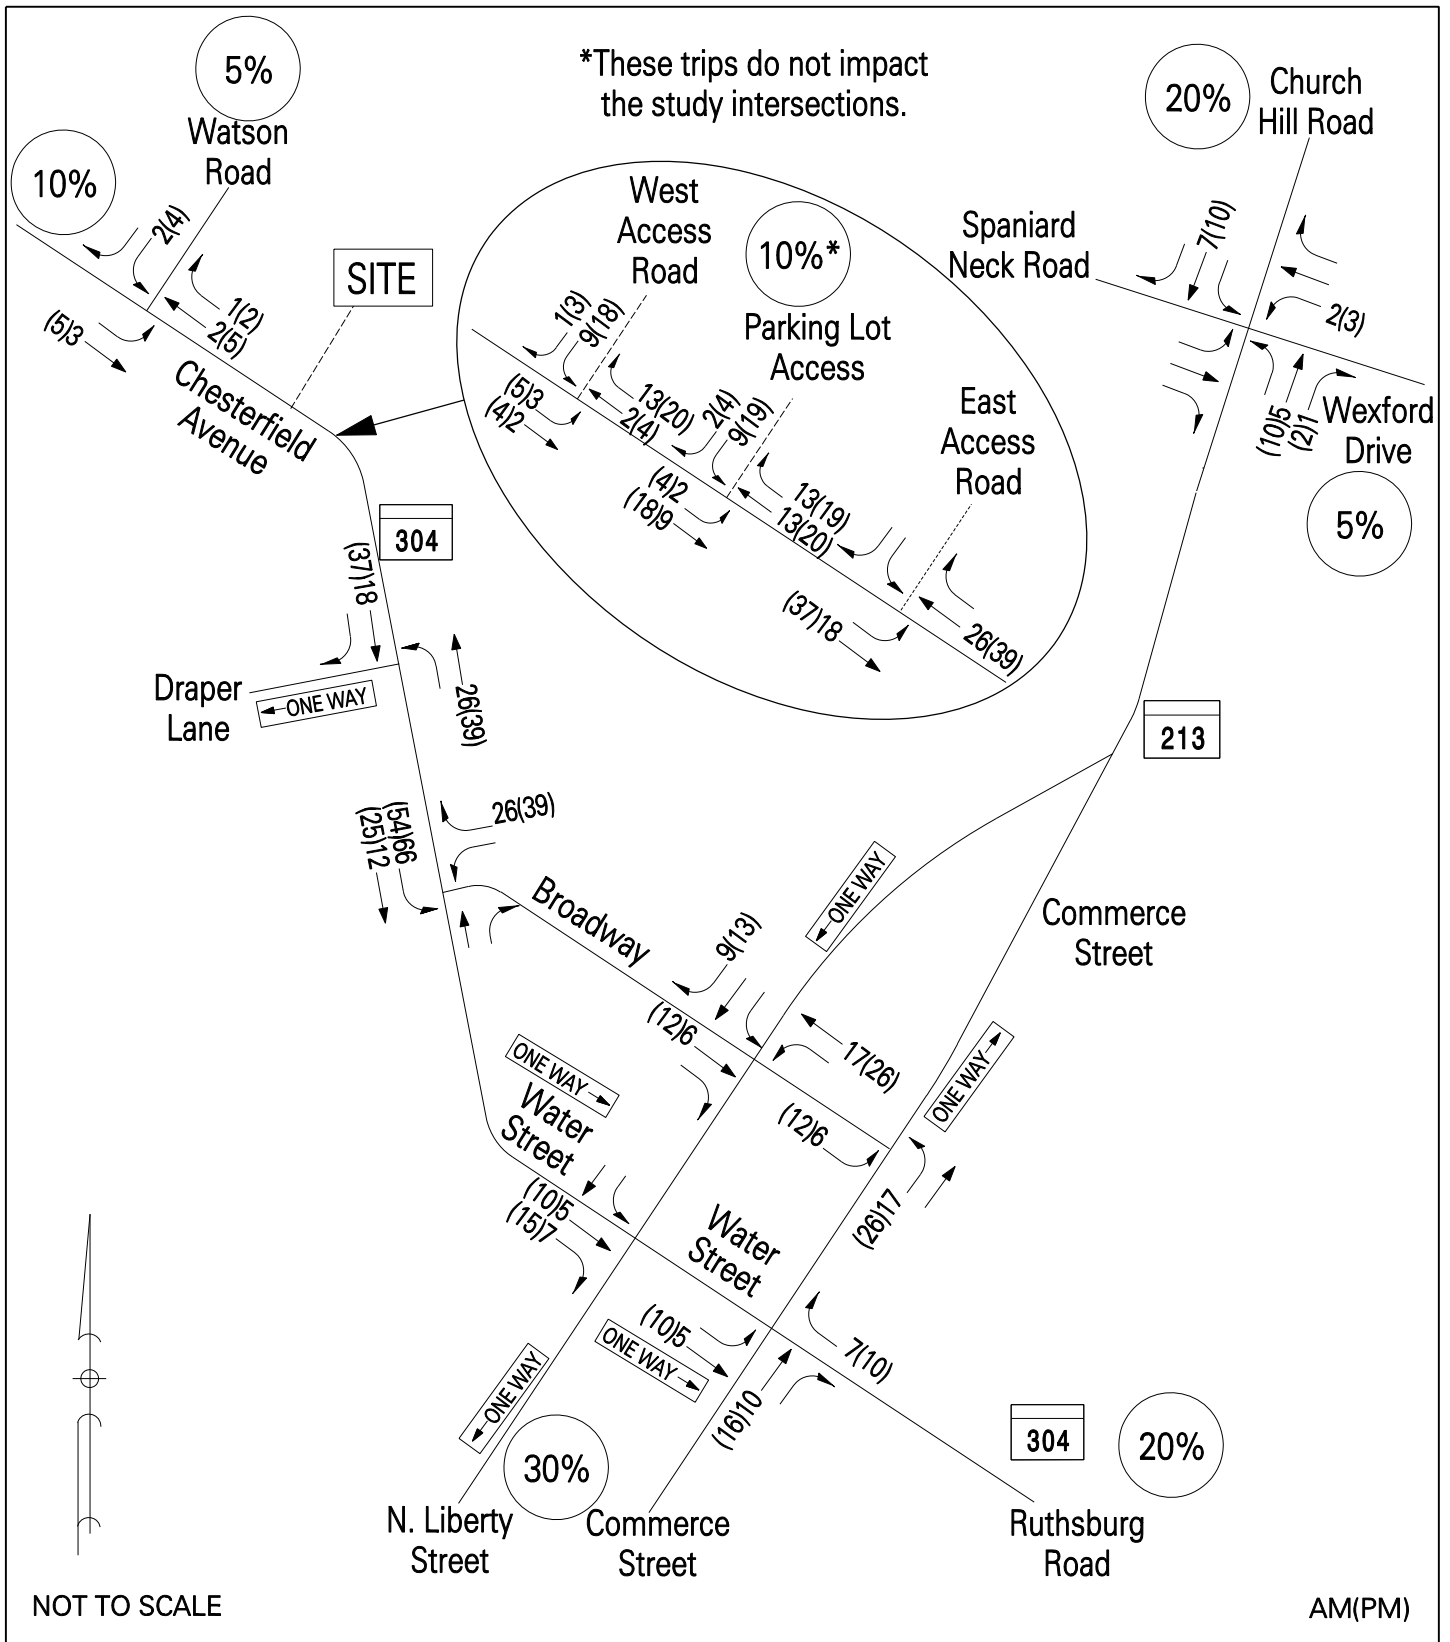 5%
Watson
Road
10%
*These trips do not impact
the study intersections.
20%
Church
Hill Road
2(4)
1(2)
2(5)
(5)3
SITE
Chesterfield
Avenue
West
Access
Road
10%*
Parking Lot
Access
East
Access
Road
1(3)
9(18)
(5)3
(4)2
13(20)
2(4)
2(4)
9(19)
(4)2
(18)9
13(19)
13(20)
(37)18
26(39)
Spaniard
Neck Road
7(10)
2(3)
(10)5
(2)1
Wexford
Drive
5%
304
(37)18
Draper
Lane
ONE WAY
26(39)
213
26(39)
(54)66
(25)12
Broadway
9(13)
ONE WAY
Commerce
Street
(12)6
17(26)
ONE WAY
ONE WAY
Water
Street
(12)6
(10)5
(15)7
(26)17
Water
Street
(10)5
ONE WAY
7(10)
(16)10
ONE WAY
30%
304
20%
N. Liberty
Street
Commerce
Street
Ruthsburg
Road
NOT TO SCALE
AM(PM)